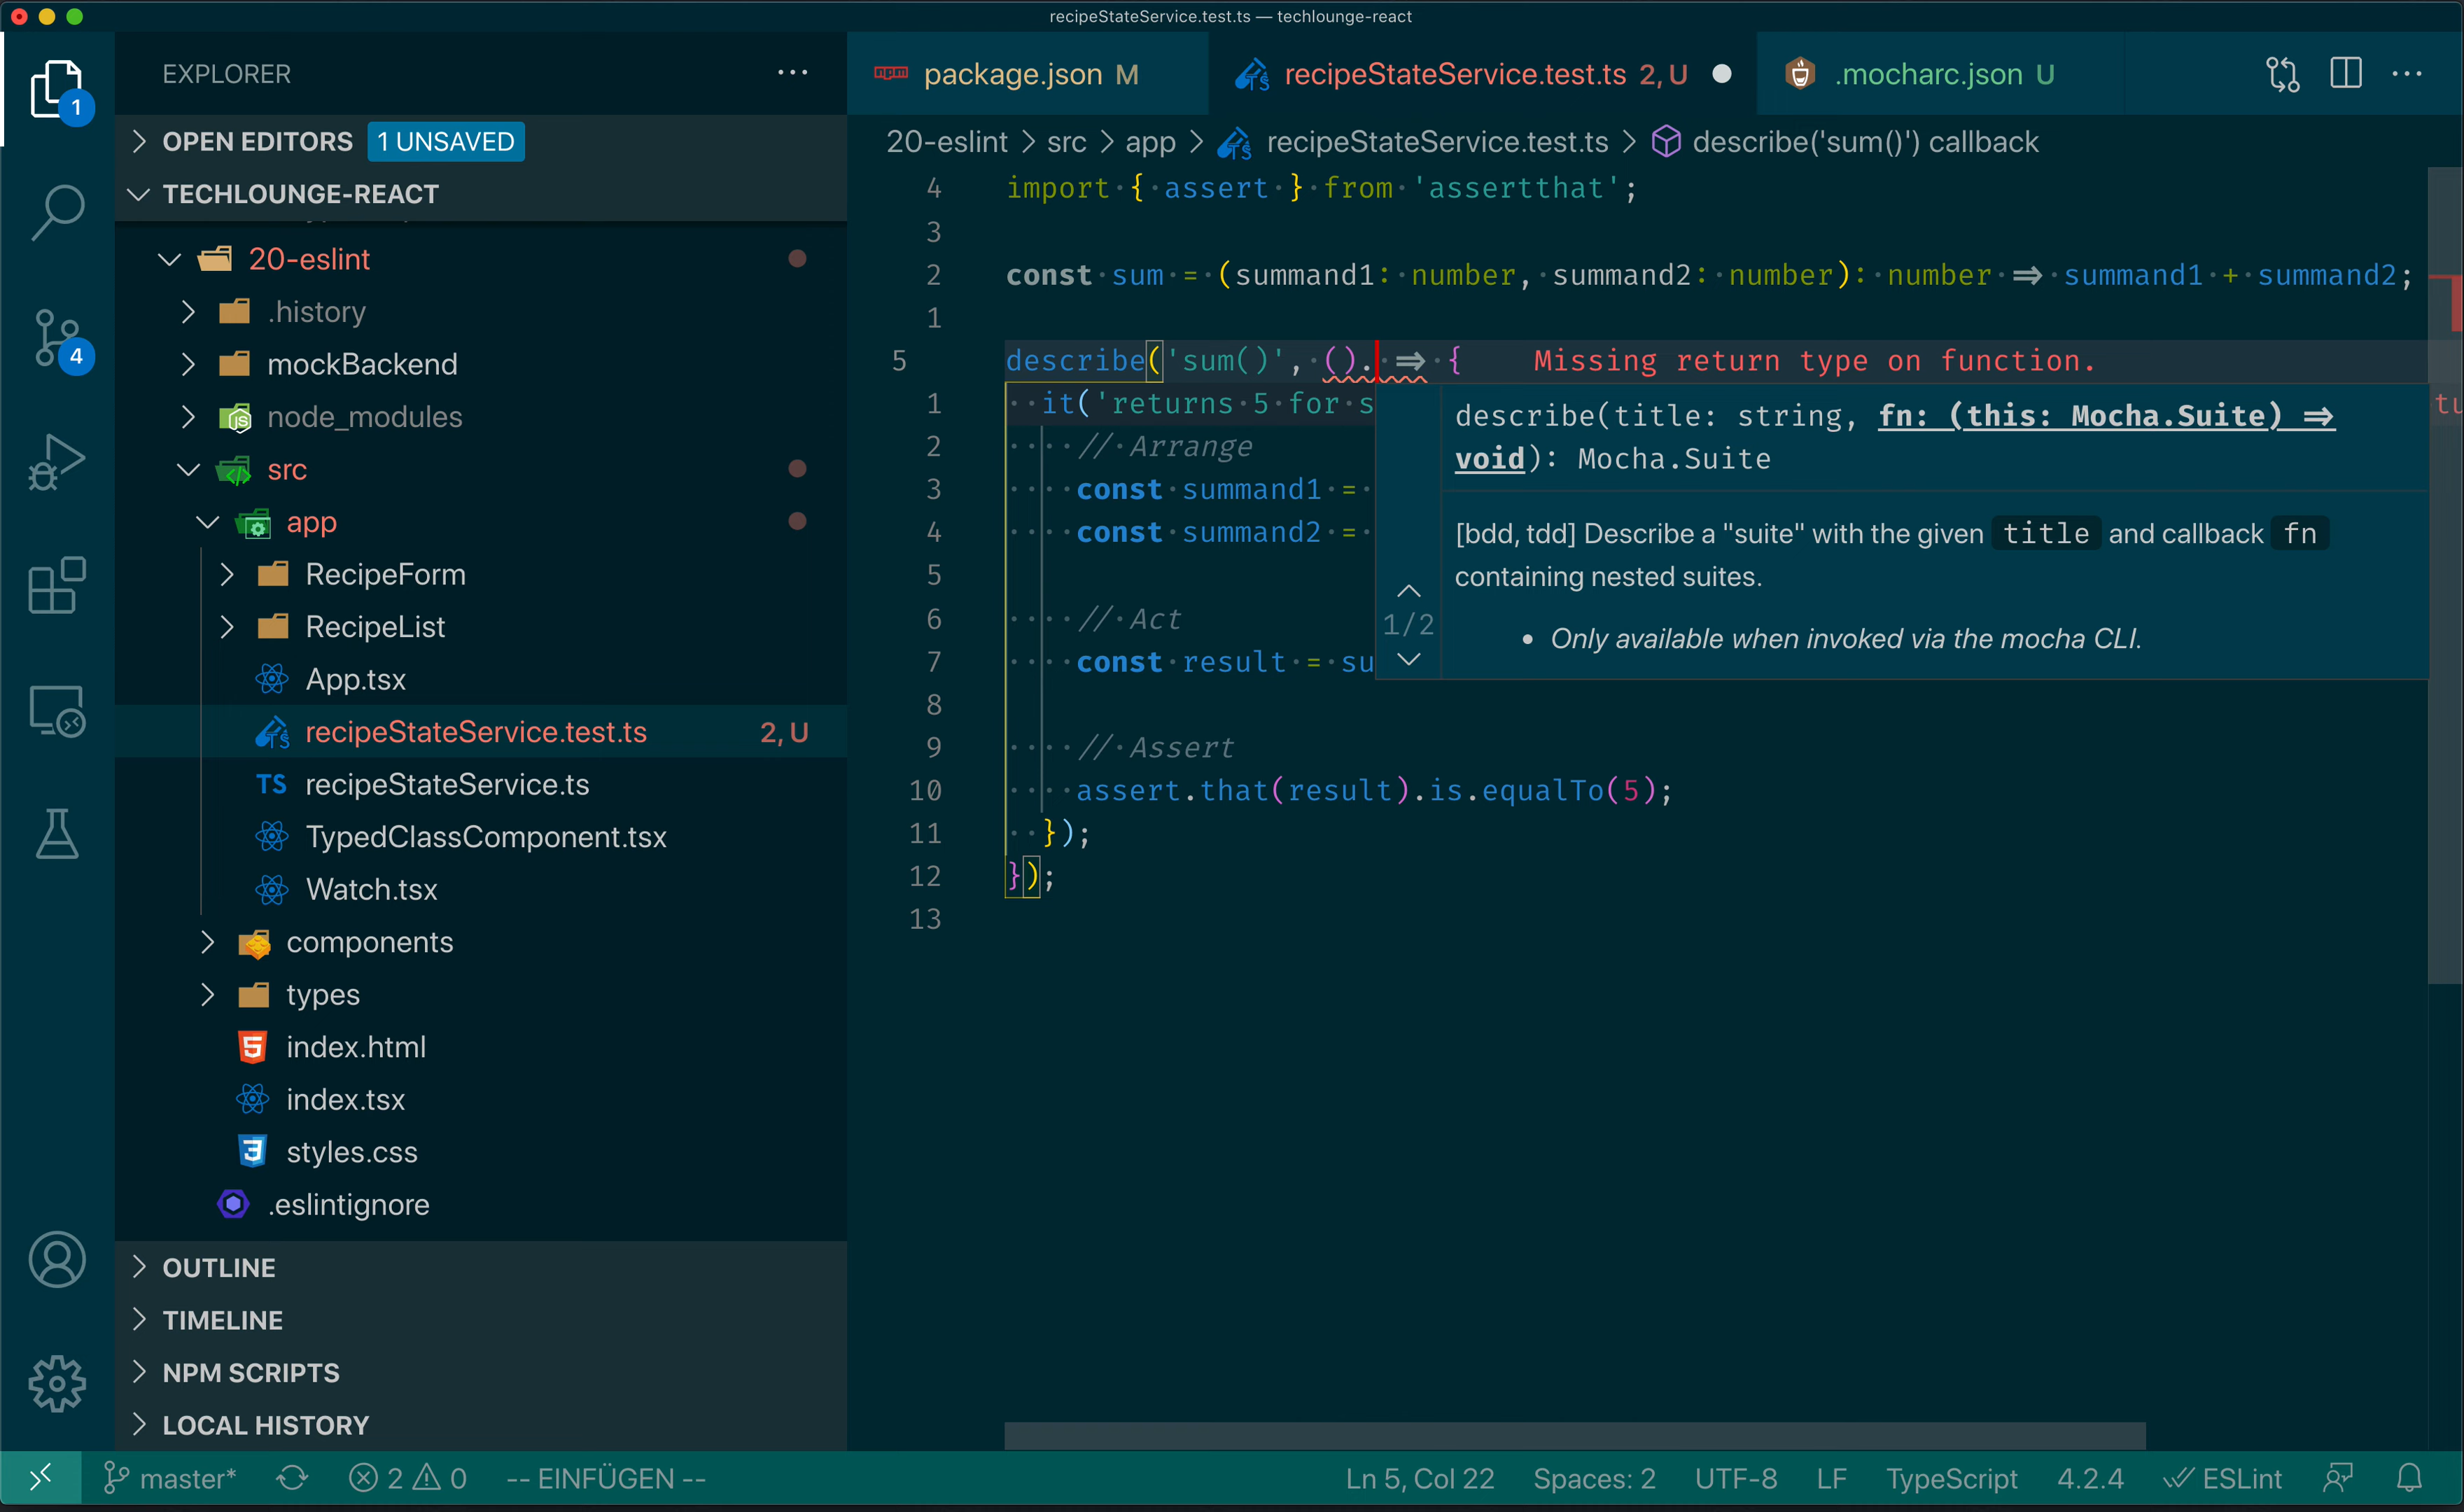 recipeStateService.test.ts — techlounge-react
EXPLORER
package.json M
recipeStateService.test.ts 2, U
.mocharc.json U
1
OPEN EDITORS 1 UNSAVED
20-eslint > src > app > recipeStateService.test.ts > describe('sum()') callback
TECHLOUNGE-REACT
20-eslint
.history
mockBackend
node_modules
src
app
RecipeForm
RecipeList
App.tsx
recipeStateService.test.ts 2, U
TS recipeStateService.ts
TypedClassComponent.tsx
Watch.tsx
components
types
index.html
index.tsx
styles.css
.eslintignore
OUTLINE
TIMELINE
NPM SCRIPTS
LOCAL HISTORY
4
4 import { assert } from 'assertthat';
3
2 const sum = (summand1: number, summand2: number): number => summand1 + summand2;
1
5 describe('sum()', (). => { Missing return type on function.
1 it('returns 5 for s
2 // Arrange
3 const summand1 =
4 const summand2 =
5
6 // Act
7 const result = su
8
9 // Assert
10 assert.that(result).is.equalTo(5);
11 });
12 });
13
describe(title: string, fn: (this: Mocha.Suite) =>
void): Mocha.Suite
[bdd, tdd] Describe a "suite" with the given title and callback fn
containing nested suites.
1/2
• Only available when invoked via the mocha CLI.
master* 2 0 -- EINFÜGEN -- Ln 5, Col 22 Spaces: 2 UTF-8 LF TypeScript 4.2.4 ESLint